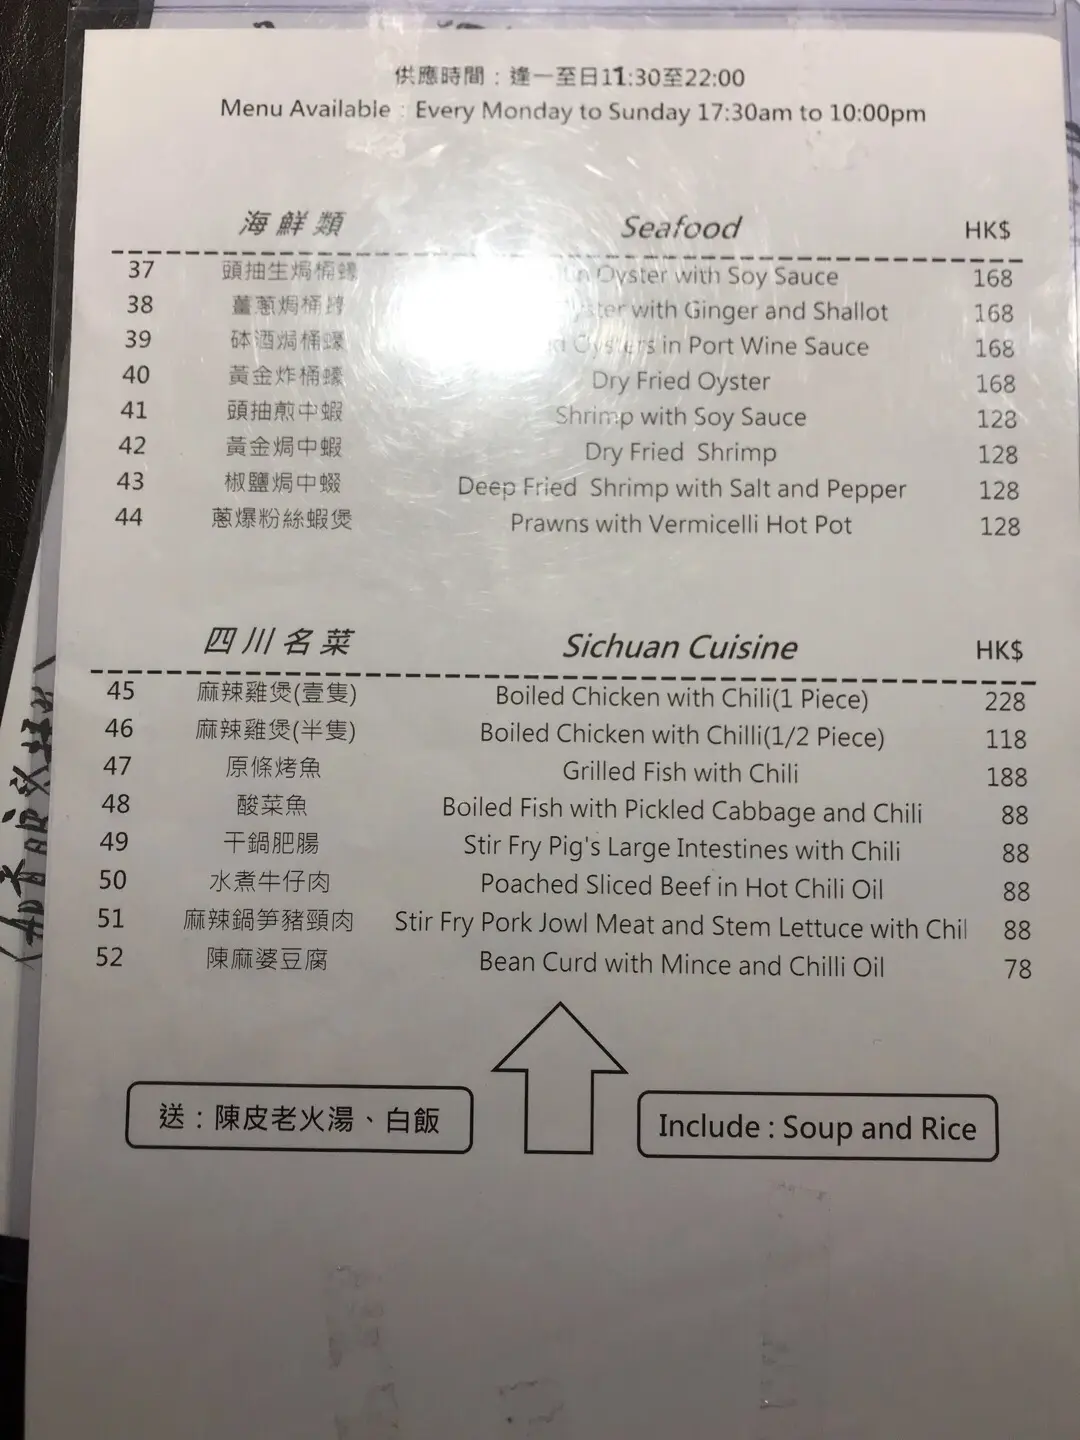 供應時間：逢一至日11:30至22:00
Menu Available : Every Monday to Sunday 17:30am to 10:00pm
海鮮類 Seafood HK$
37 頭抽生焗桶蠔 Oyster with Soy Sauce 168
38 薑蔥焗桶蠔 with Ginger and Shallot 168
39 砵酒焗桶蠔 Oysters in Port Wine Sauce 168
40 黃金炸桶蠔 Dry Fried Oyster 168
41 頭抽煎中蝦 Shrimp with Soy Sauce 128
42 黃金焗中蝦 Dry Fried Shrimp 128
43 椒鹽焗中蝦 Deep Fried Shrimp with Salt and Pepper 128
44 蔥爆粉絲蝦煲 Prawns with Vermicelli Hot Pot 128
四川名菜 Sichuan Cuisine HK$
45 麻辣雞煲(壹隻) Boiled Chicken with Chili(1 Piece) 228
46 麻辣雞煲(半隻) Boiled Chicken with Chilli(1/2 Piece) 118
47 原條烤魚 Grilled Fish with Chili 188
48 酸菜魚 Boiled Fish with Pickled Cabbage and Chili 88
49 干鍋肥腸 Stir Fry Pig's Large Intestines with Chili 88
50 水煮牛仔肉 Poached Sliced Beef in Hot Chili Oil 88
51 麻辣鍋笋豬頸肉 Stir Fry Pork Jowl Meat and Stem Lettuce with Chil 88
52 陳麻婆豆腐 Bean Curd with Mince and Chilli Oil 78
送：陳皮老火湯、白飯
Include : Soup and Rice